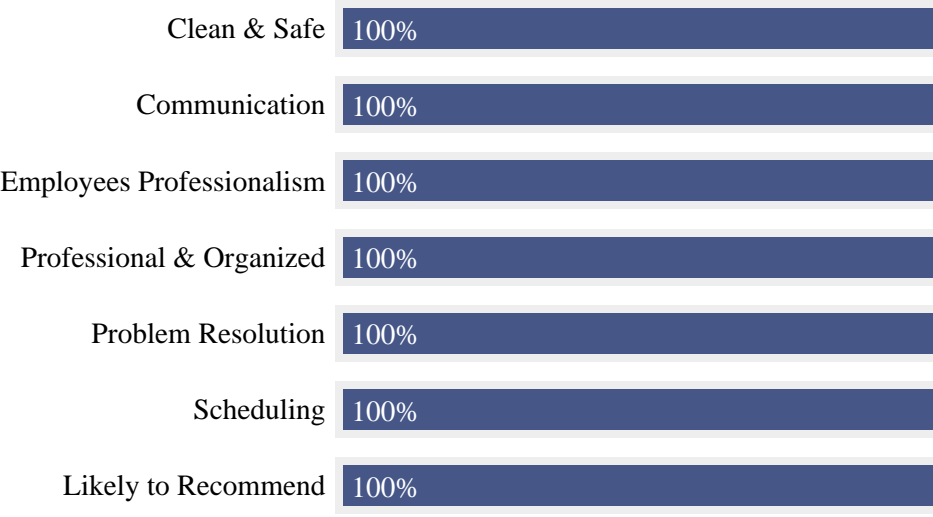 Clean & Safe 100%
Communication 100%
Employees Professionalism 100%
Professional & Organized 100%
Problem Resolution 100%
Scheduling 100%
Likely to Recommend 100%